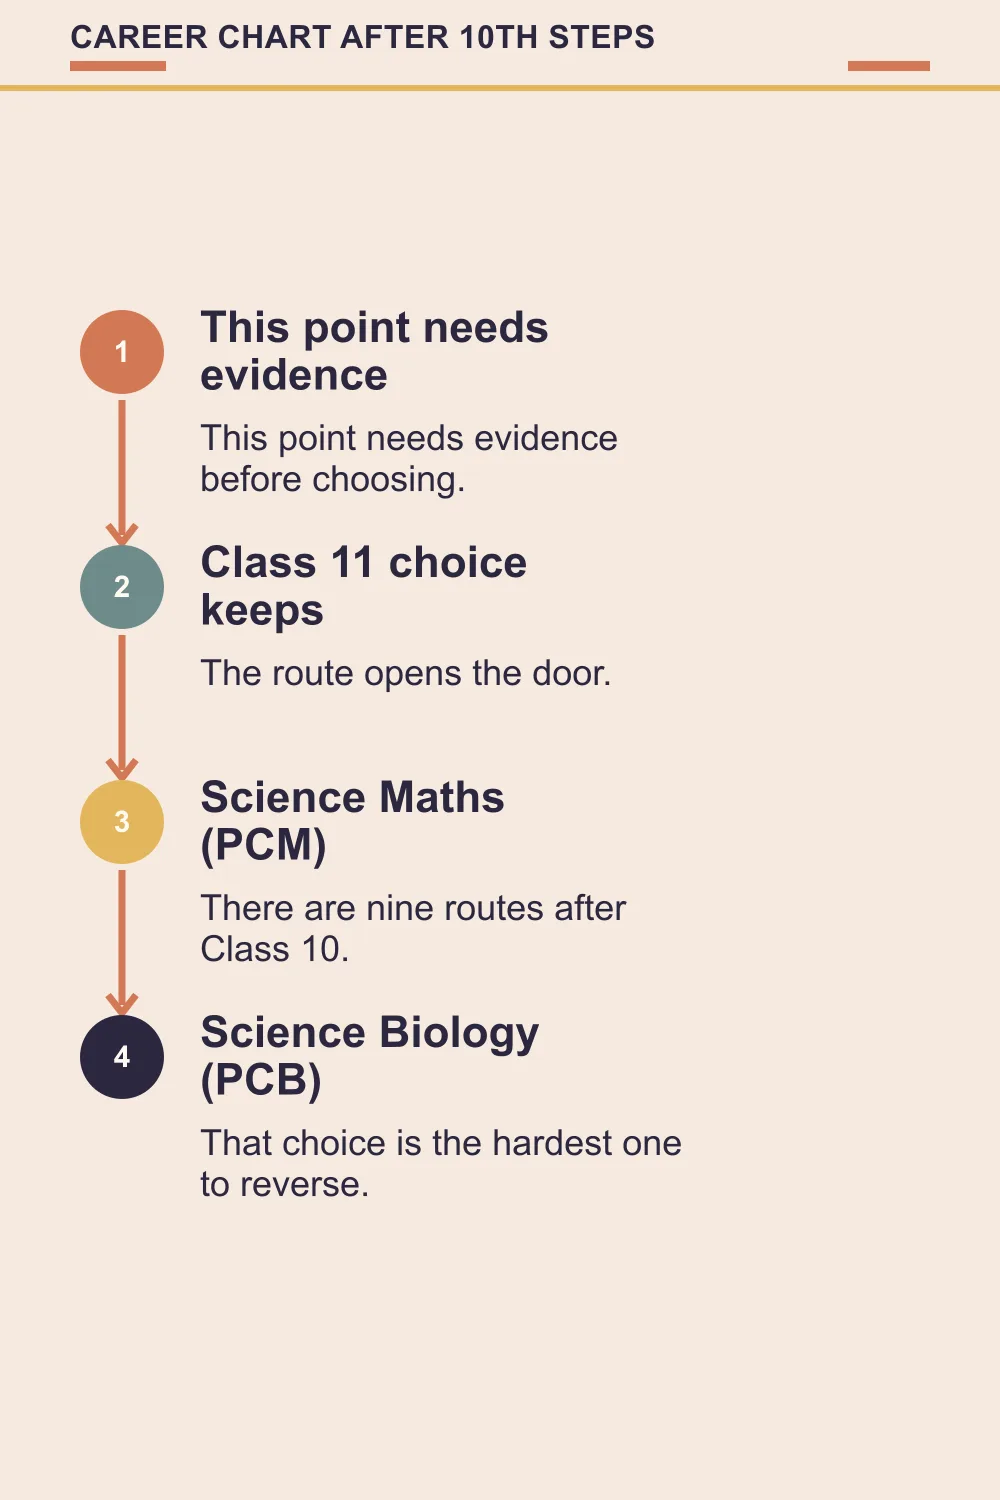 CAREER CHART AFTER 10TH STEPS
1
This point needs
evidence
This point needs evidence
before choosing.
2
Class 11 choice
keeps
The route opens the door.
3
Science Maths
(PCM)
There are nine routes after
Class 10.
4
Science Biology
(PCB)
That choice is the hardest one
to reverse.